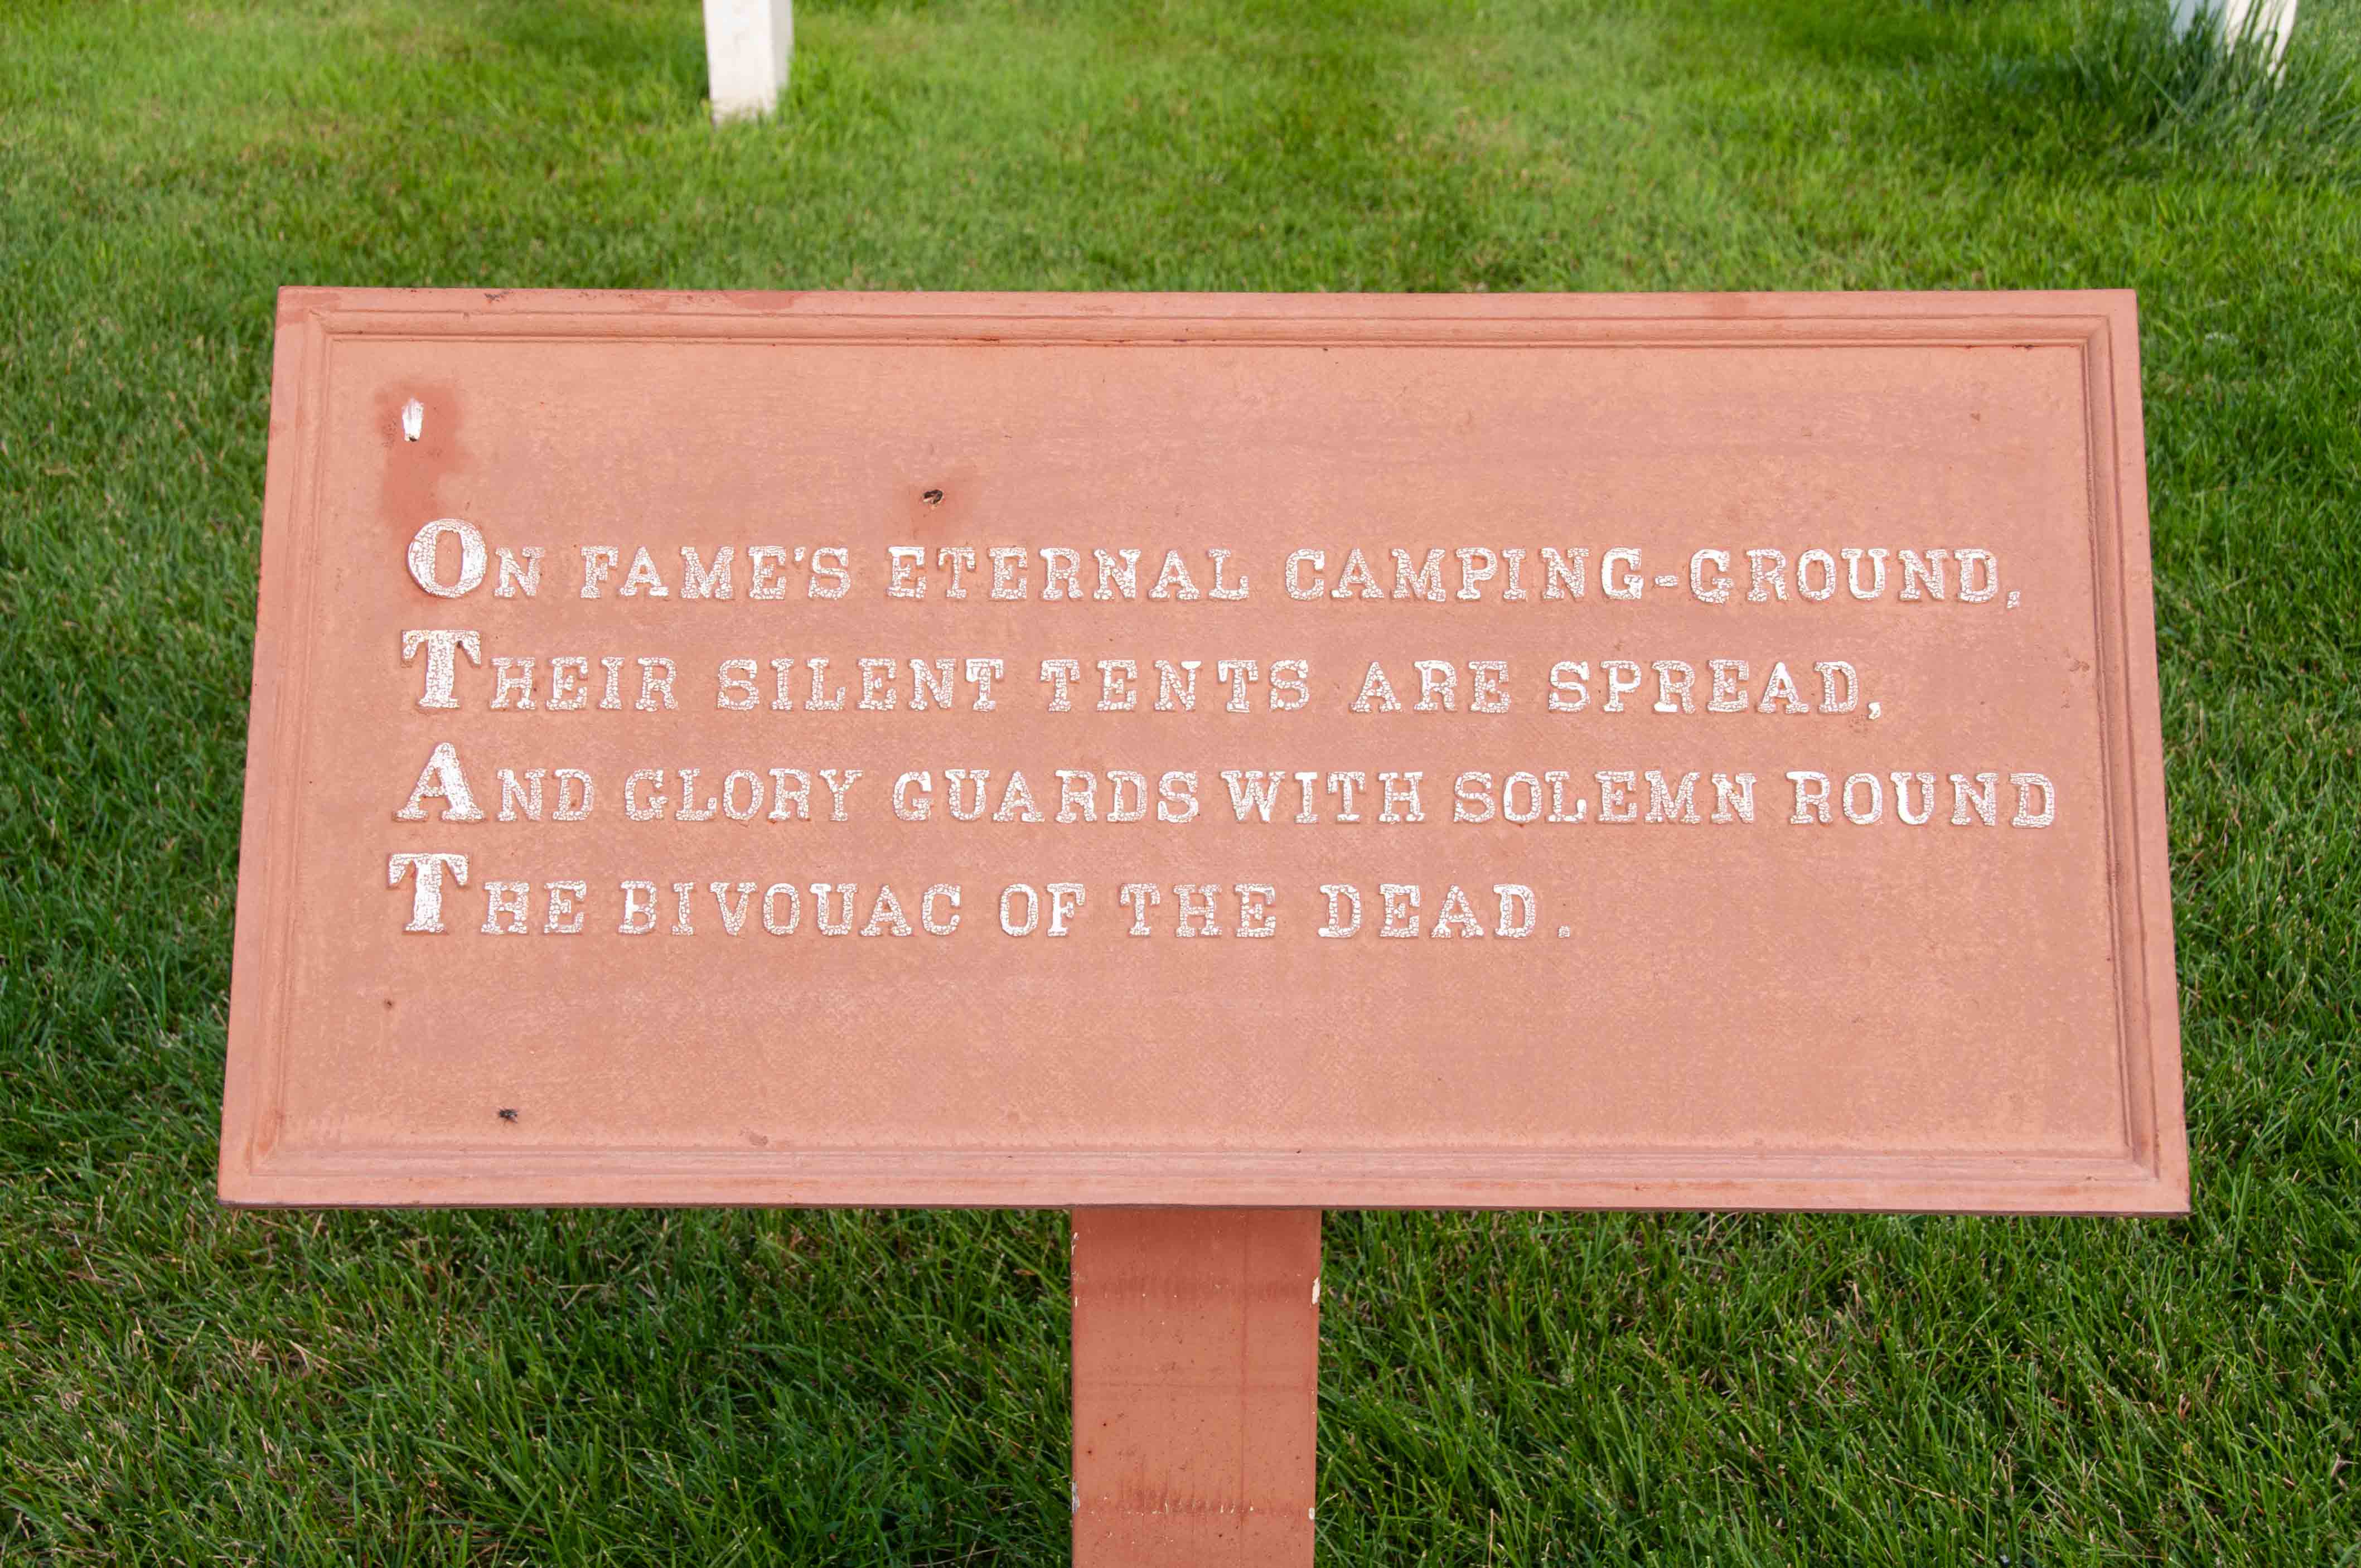 On fame's eternal camping-ground,
Their silent tents are spread,
And glory guards with solemn round
The bivouac of the dead.